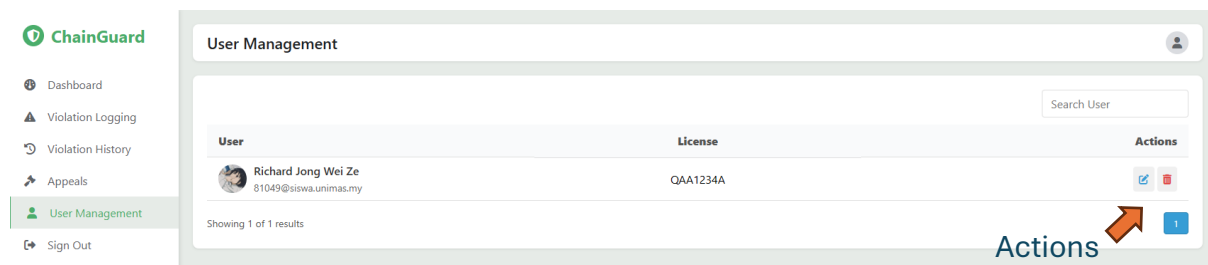 ChainGuard
Dashboard
Violation Logging
Violation History
Appeals
User Management
Sign Out
User Management
Search User
User License Actions
Richard Jong Wei Ze
81049@siswa.unimas.my
QAA1234A
Showing 1 of 1 results
1
Actions